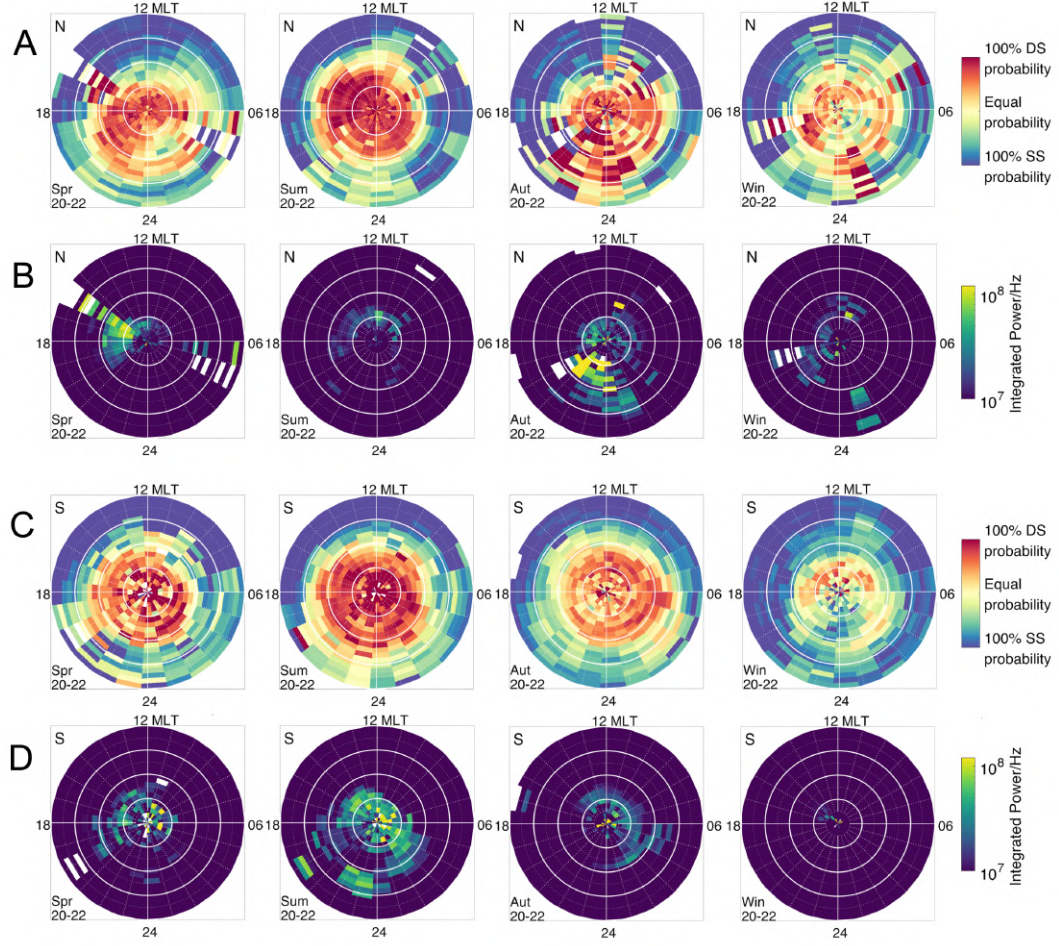 A
12 MLT
12 MLT
12 MLT
12 MLT
N
N
N
N
18
06
18
06
18
06
18
06
Spr
20-22
Sum
20-22
Aut
20-22
Win
20-22
24
24
24
24
100% DS
probability
Equal
probability
100% SS
probability
B
12 MLT
12 MLT
12 MLT
12 MLT
N
N
N
N
18
06
18
06
18
06
18
06
Spr
20-22
Sum
20-22
Aut
20-22
Win
20-22
24
24
24
24
10⁸
10⁷
Integrated Power/Hz
C
12 MLT
12 MLT
12 MLT
12 MLT
S
S
S
S
18
06
18
06
18
06
18
06
Spr
20-22
Sum
20-22
Aut
20-22
Win
20-22
24
24
24
24
100% DS
probability
Equal
probability
100% SS
probability
D
12 MLT
12 MLT
12 MLT
12 MLT
S
S
S
S
18
06
18
06
18
06
18
06
Spr
20-22
Sum
20-22
Aut
20-22
Win
20-22
24
24
24
24
10⁸
10⁷
Integrated Power/Hz